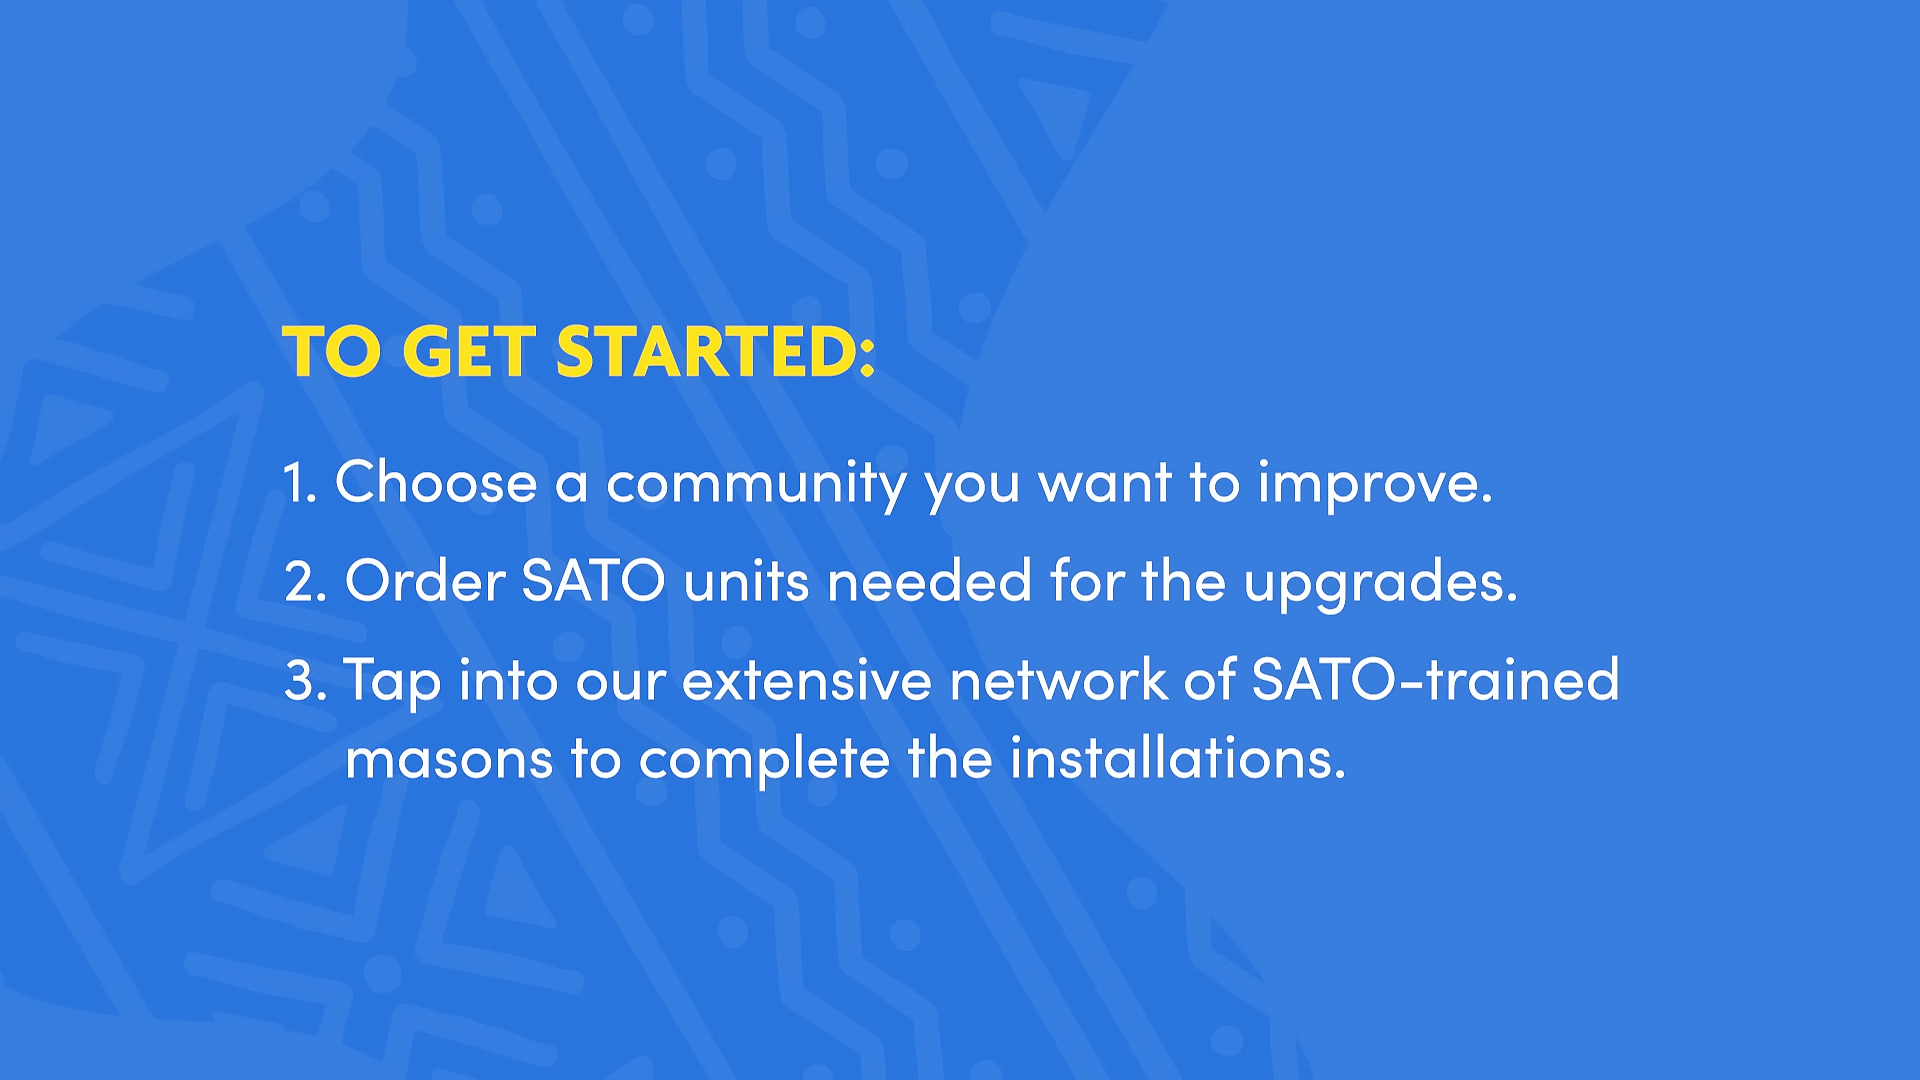 TO GET STARTED:
1. Choose a community you want to improve.
2. Order SATO units needed for the upgrades.
3. Tap into our extensive network of SATO-trained
masons to complete the installations.